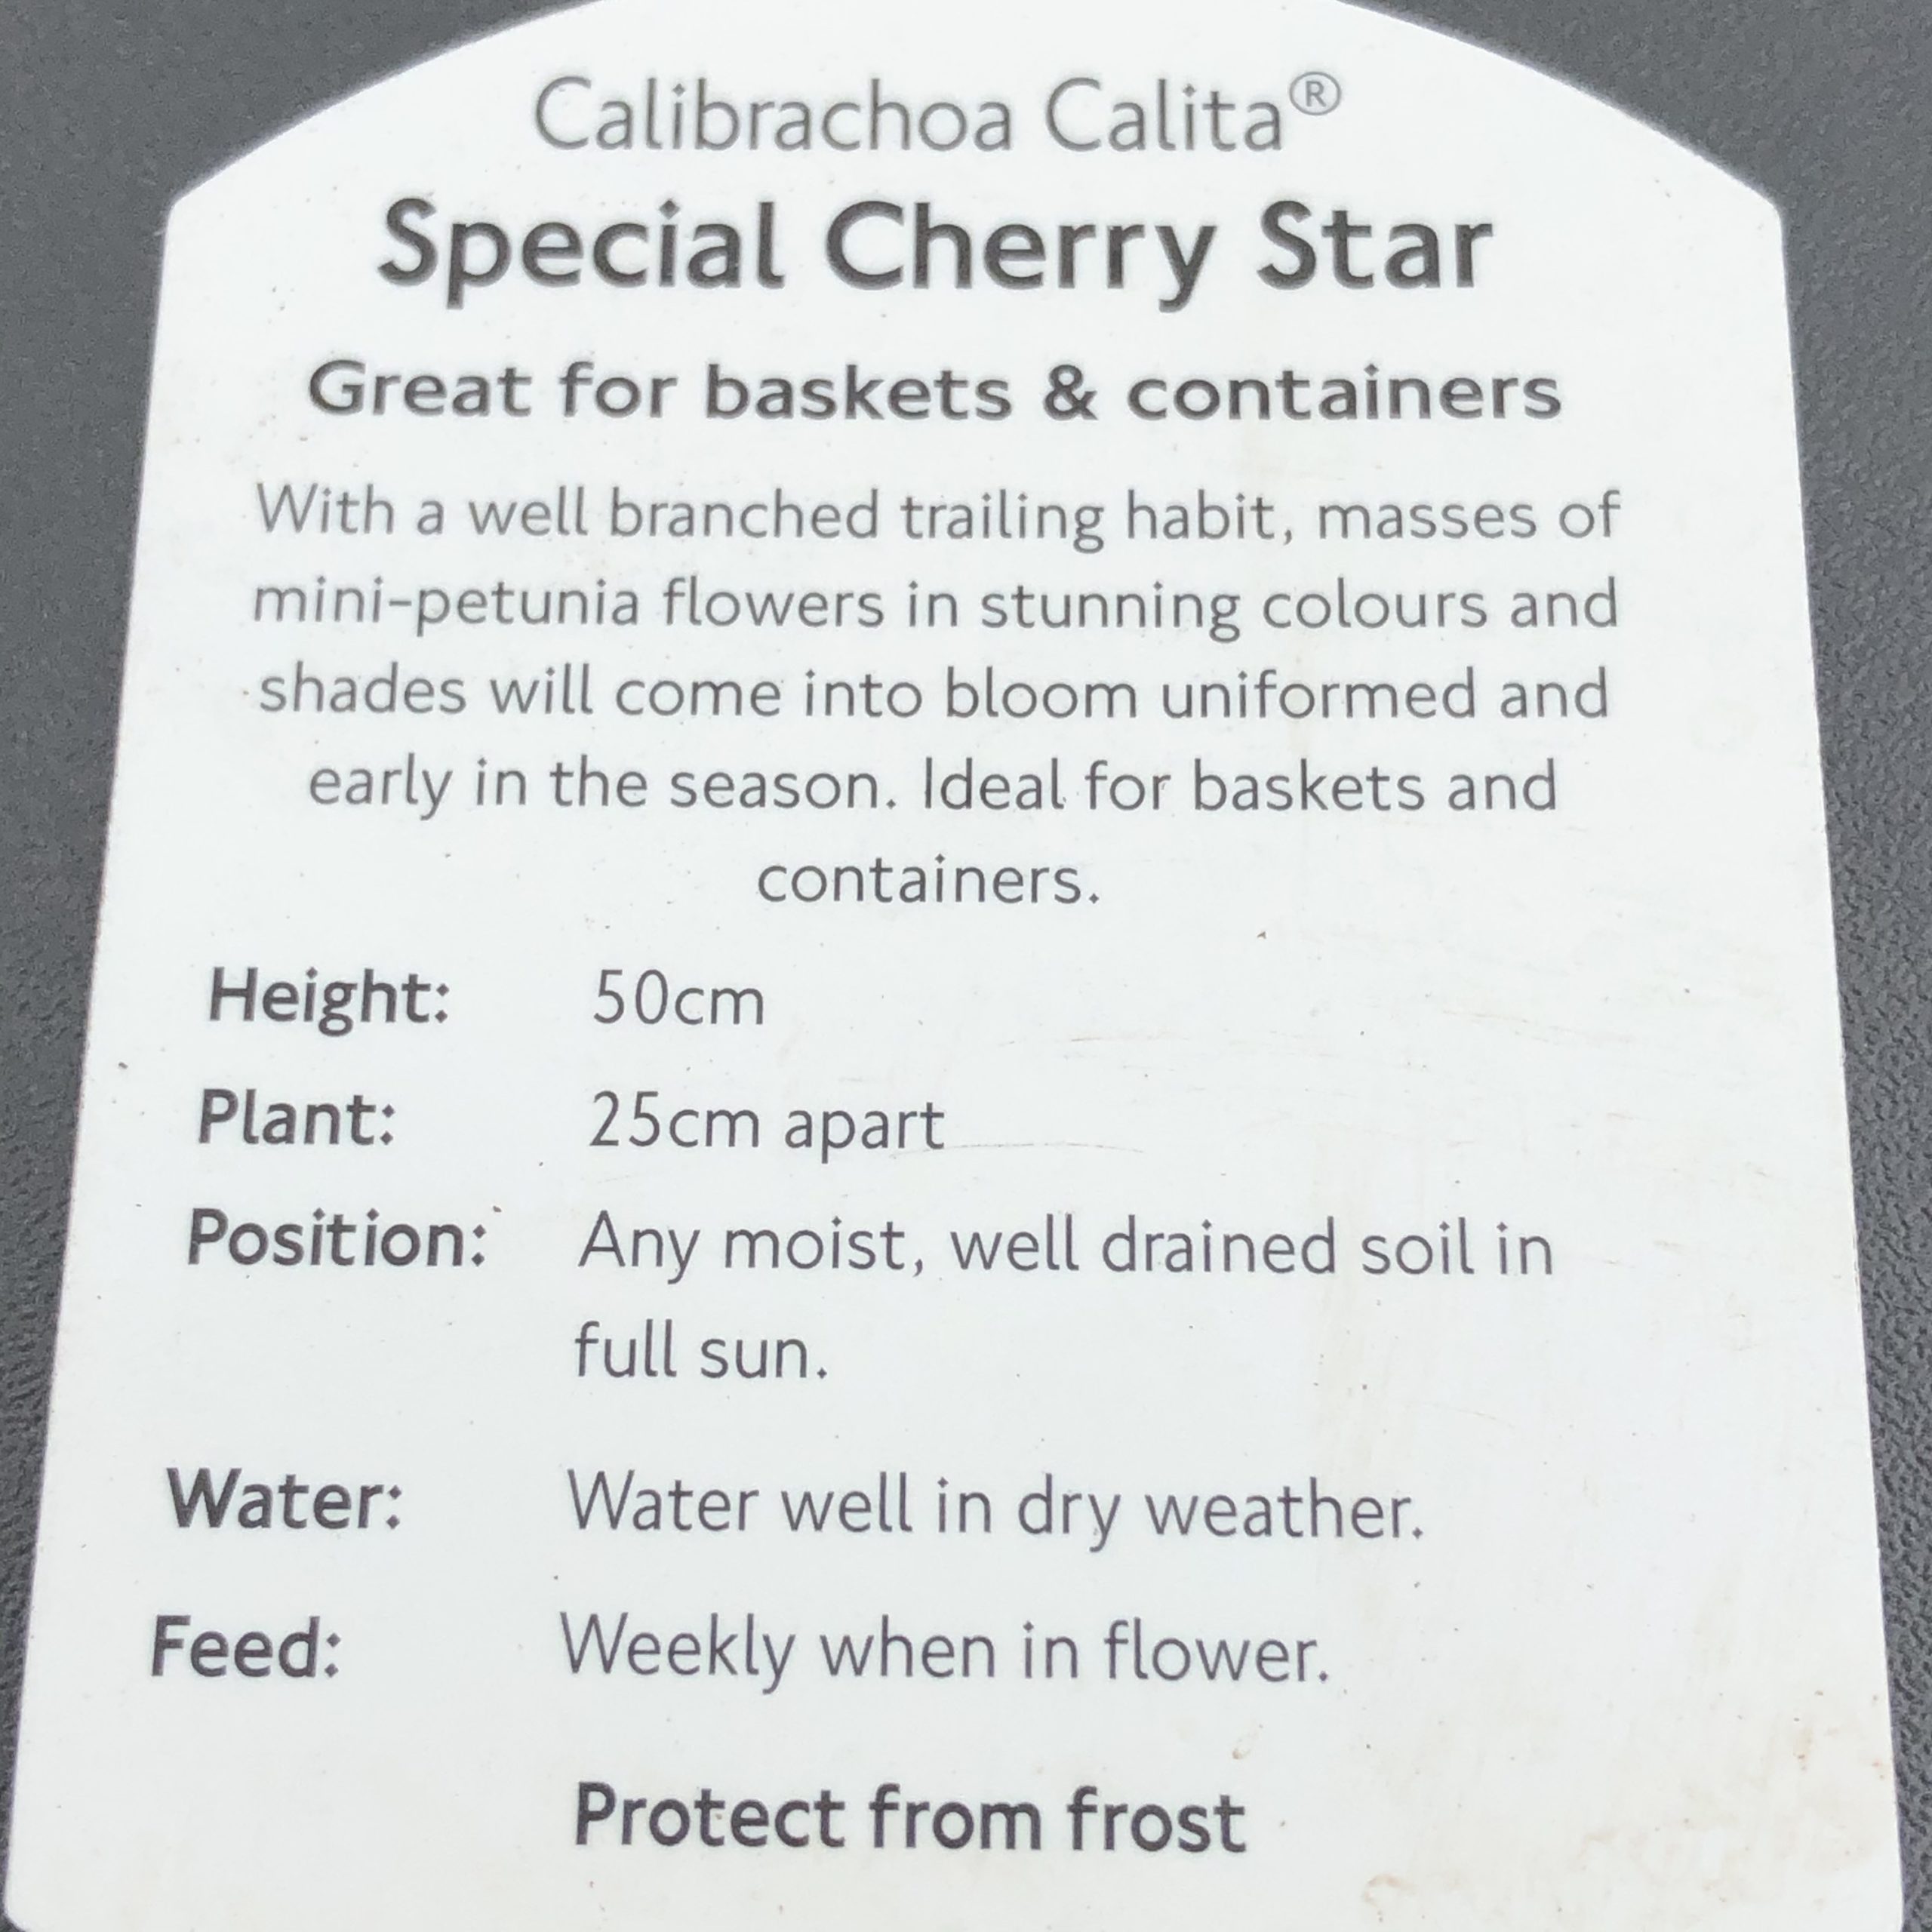 Calibrachoa Calita®
Special Cherry Star
Great for baskets & containers
With a well branched trailing habit, masses of
mini-petunia flowers in stunning colours and
shades will come into bloom uniformed and
early in the season. Ideal for baskets and
containers.
Height: 50cm
Plant: 25cm apart
Position: Any moist, well drained soil in
full sun.
Water: Water well in dry weather.
Feed: Weekly when in flower.
Protect from frost